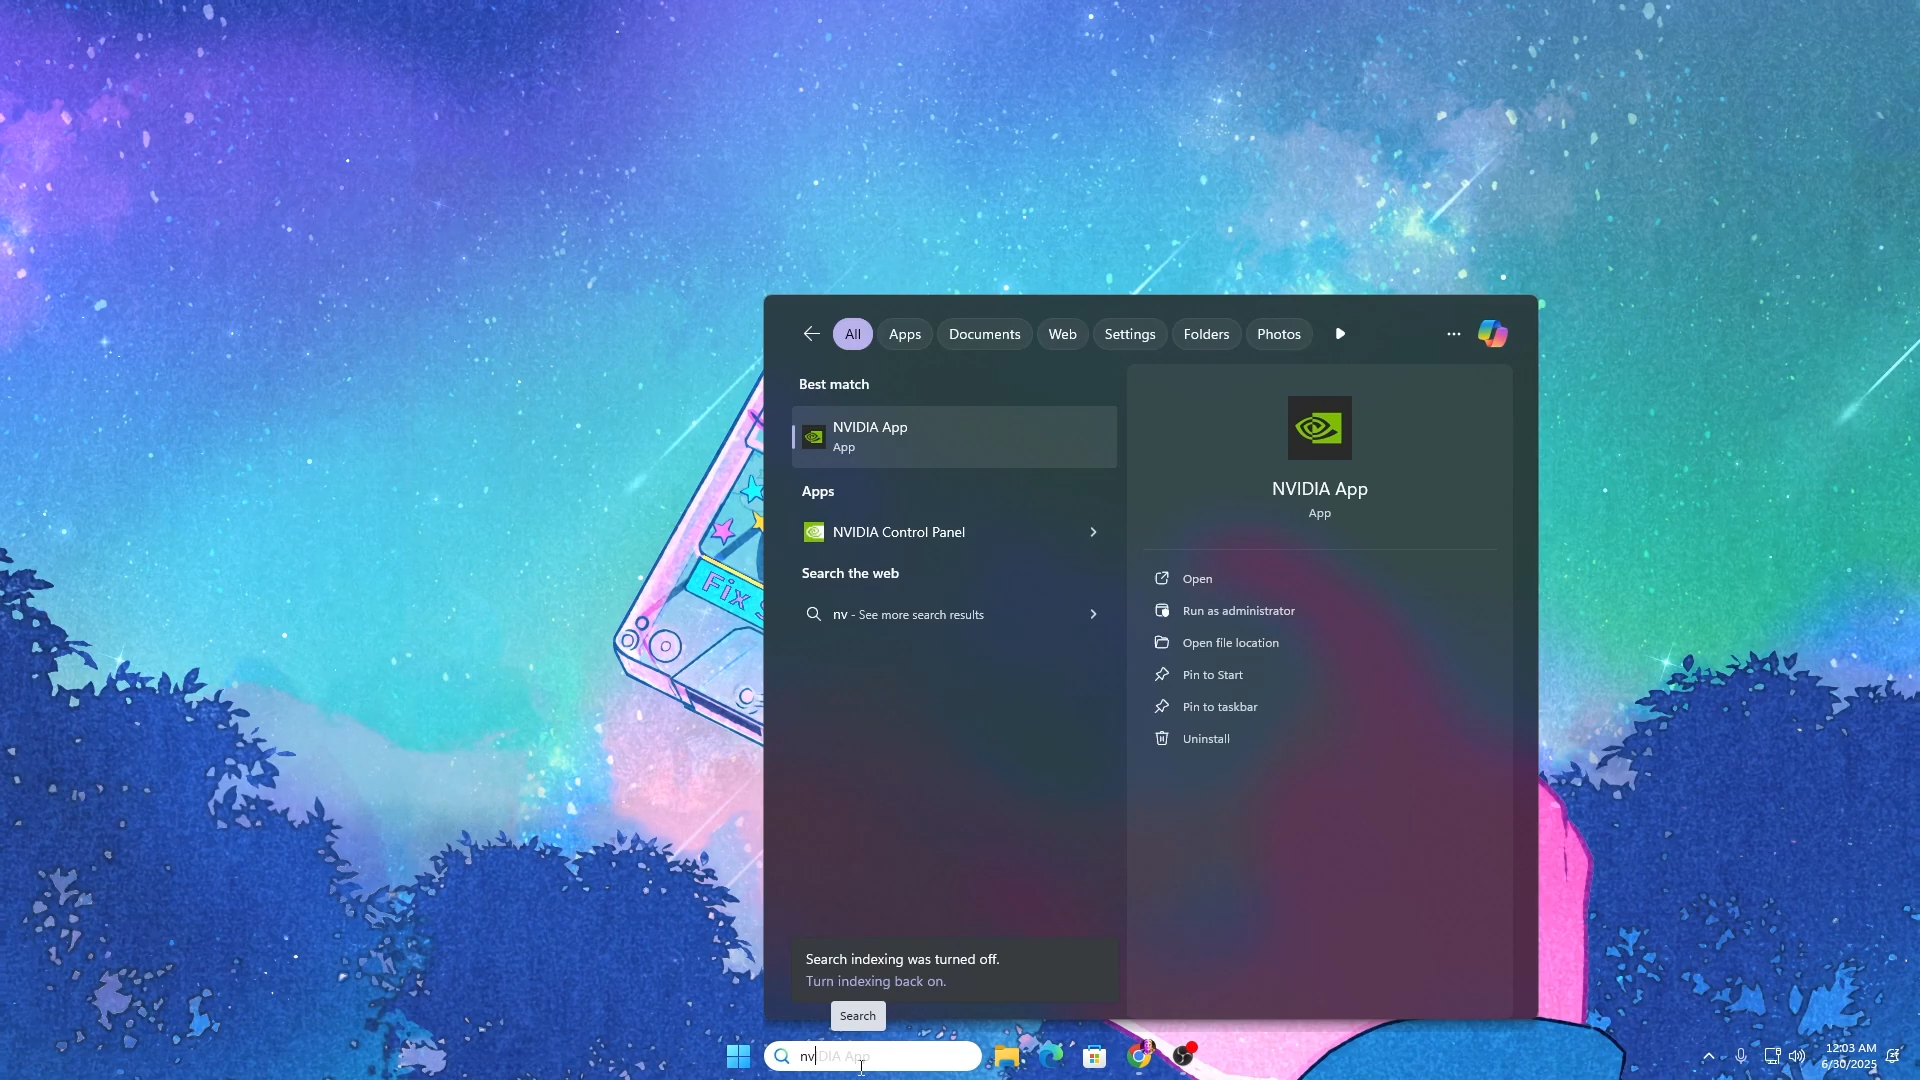 All Apps Documents Web Settings Folders Photos
Best match
NVIDIA App
App
Apps
NVIDIA Control Panel
Search the web
nv - See more search results
Search indexing was turned off.
Turn indexing back on.
NVIDIA App
App
Open
Run as administrator
Open file location
Pin to Start
Pin to taskbar
Uninstall
Fix
Search
nvIDIA App
12:03 AM
6/30/2025